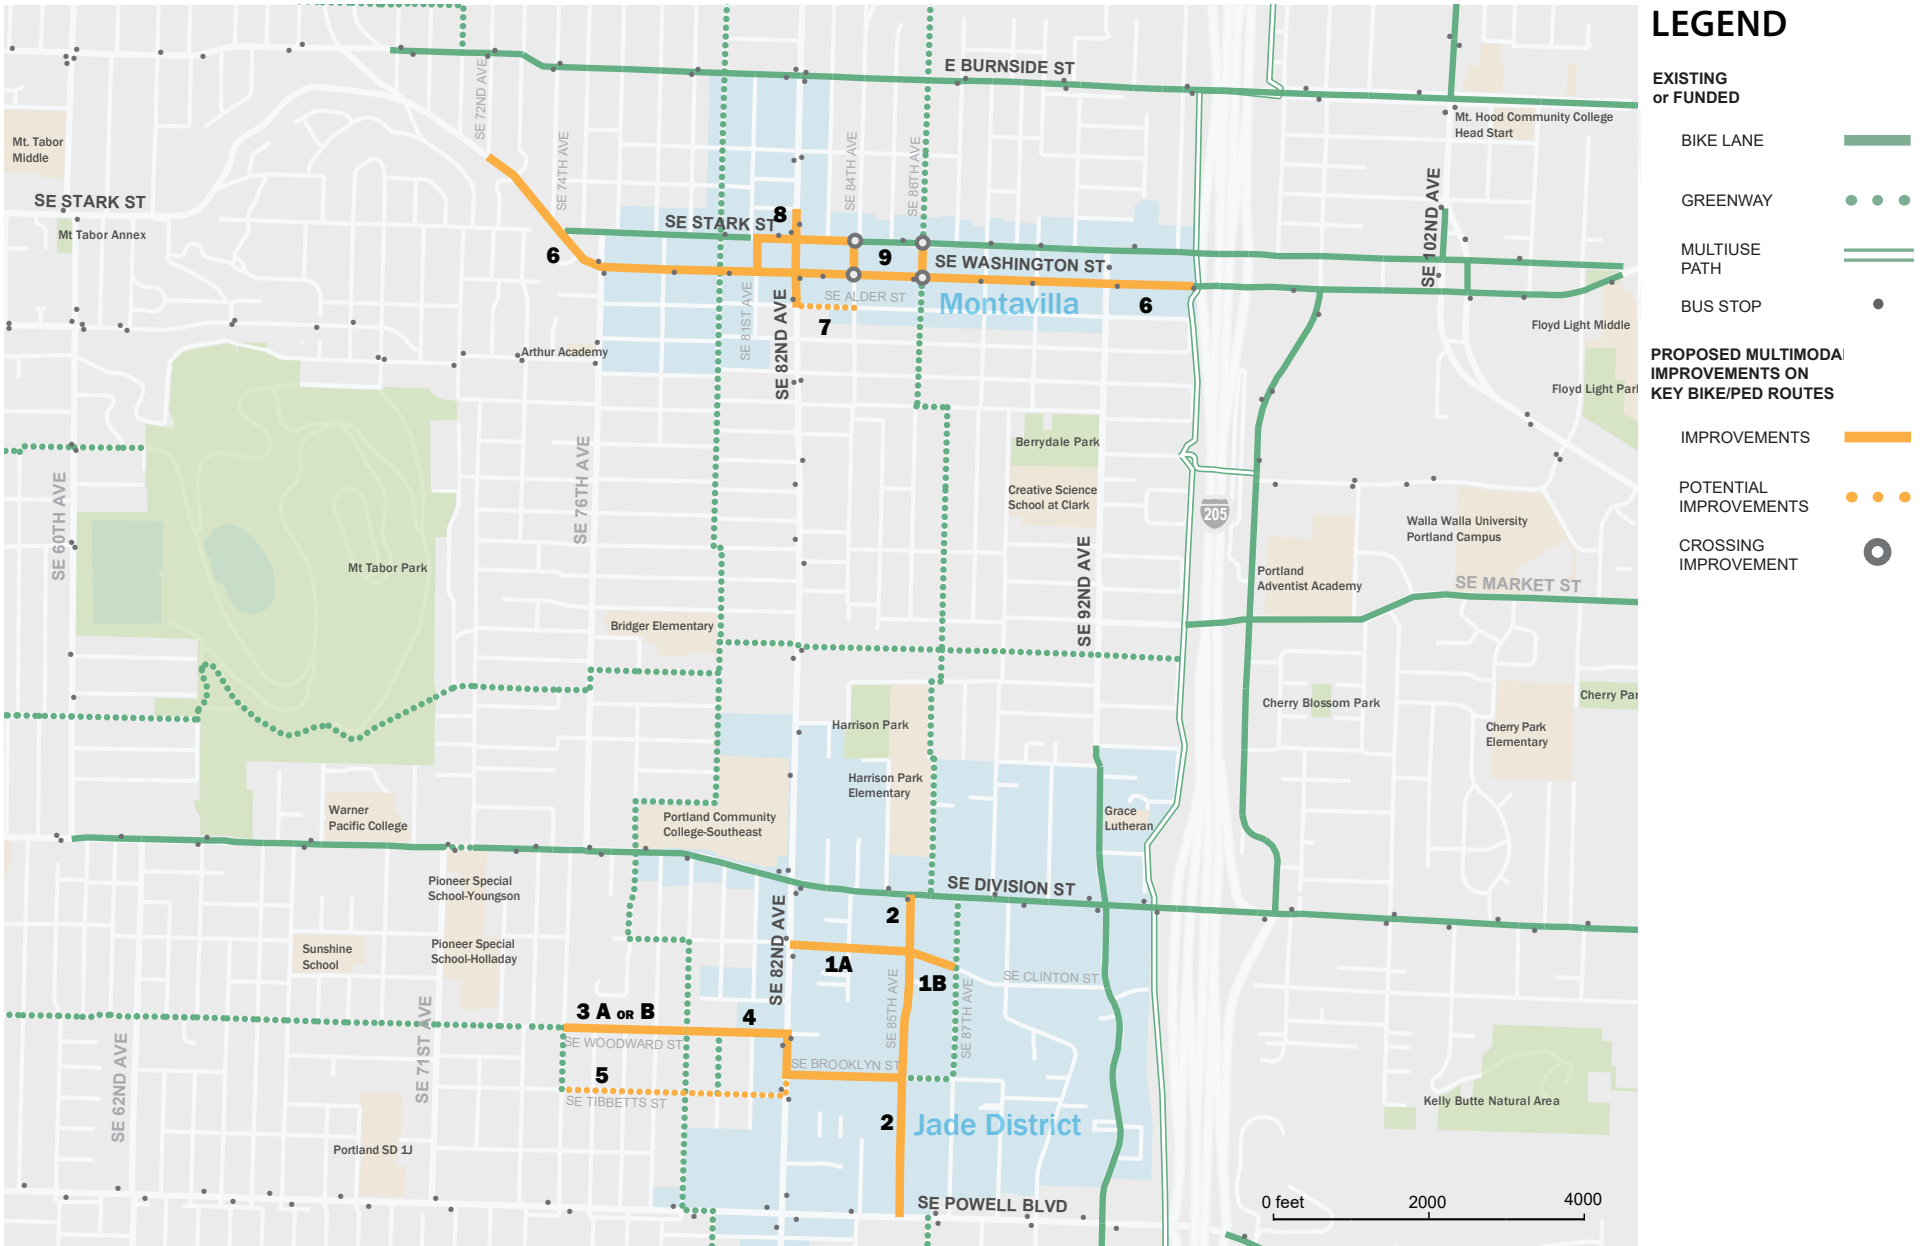 LEGEND
EXISTING
or FUNDED
BIKE LANE
GREENWAY
MULTIUSE
PATH
BUS STOP
PROPOSED MULTIMODAL
IMPROVEMENTS ON
KEY BIKE/PED ROUTES
IMPROVEMENTS
POTENTIAL
IMPROVEMENTS
CROSSING
IMPROVEMENT
E BURNSIDE ST
SE 72ND AVE
Mt. Hood Community College
Head Start
Mt. Tabor
Middle
SE 74TH AVE
SE 84TH AVE
SE 86TH AVE
SE 102ND AVE
SE STARK ST
Mt Tabor Annex
SE STARK ST
8
6
9
SE WASHINGTON ST
SE ALDER ST
Montavilla
6
7
SE 81ST AVE
SE 82ND AVE
Floyd Light Middle
Arthur Academy
Floyd Light Park
Berrydale Park
SE 76TH AVE
SE 60TH AVE
Creative Science
School at Clark
205
Walla Walla University
Portland Campus
Mt Tabor Park
SE 92ND AVE
Portland
Adventist Academy
SE MARKET ST
Bridger Elementary
Cherry Blossom Park
Cherry Par
Harrison Park
Cherry Park
Elementary
Harrison Park
Elementary
Warner
Pacific College
Portland Community
College-Southeast
Grace
Lutheran
Pioneer Special
School-Youngson
SE DIVISION ST
2
SE 82ND AVE
Sunshine
School
Pioneer Special
School-Holladay
1A
1B
SE CLINTON ST
SE 85TH AVE
SE 87TH AVE
3 A OR B
4
SE WOODWARD ST
SE 71ST AVE
SE 62ND AVE
SE BROOKLYN ST
5
SE TIBBETTS ST
2
Jade District
Kelly Butte Natural Area
Portland SD 1J
SE POWELL BLVD
0 feet
2000
4000